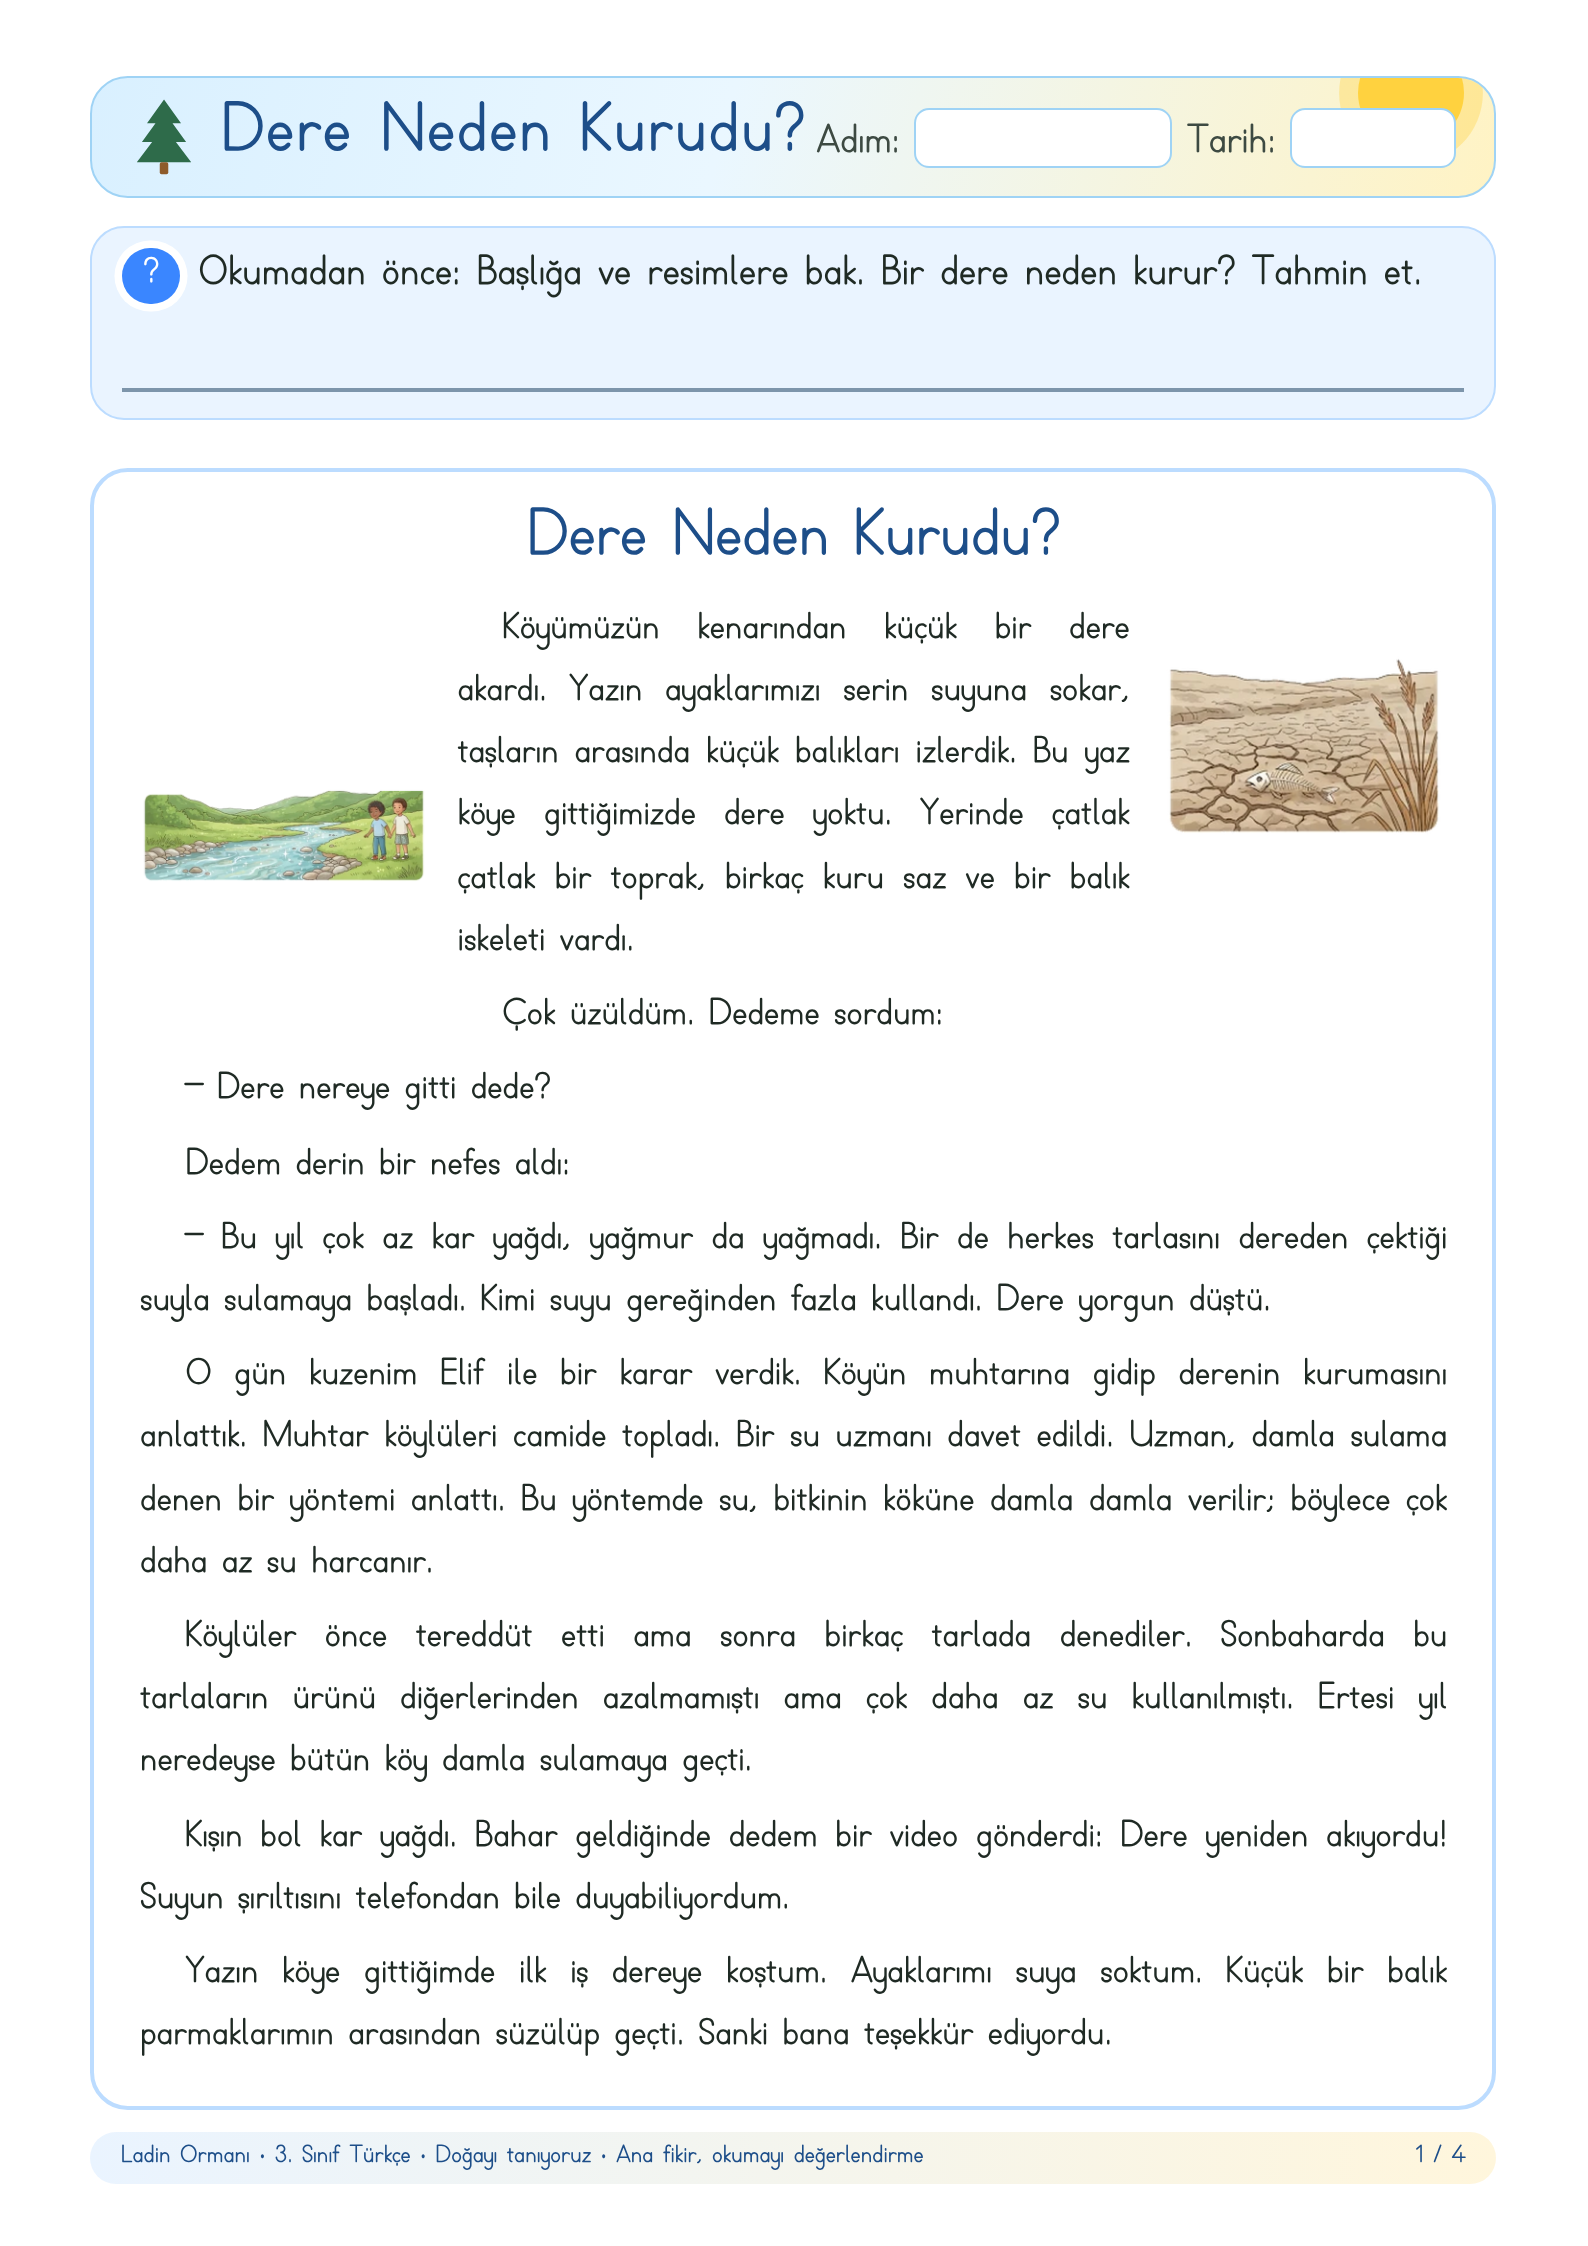 Dere Neden Kurudu?
Adım:
Tarih:
?
Okumadan önce: Başlığa ve resimlere bak. Bir dere neden kurur? Tahmin et.
Dere Neden Kurudu?
Köyümüzün kenarından küçük bir dere
akardı. Yazın ayaklarımızı serin suyuna sokar,
taşların arasında küçük balıkları izlerdik. Bu yaz
köye gittiğimizde dere yoktu. Yerinde çatlak
çatlak bir toprak, birkaç kuru saz ve bir balık
iskeleti vardı.
Çok üzüldüm. Dedeme sordum:
– Dere nereye gitti dede?
Dedem derin bir nefes aldı:
– Bu yıl çok az kar yağdı, yağmur da yağmadı. Bir de herkes tarlasını dereden çektiği
suyla sulamaya başladı. Kimi suyu gereğinden fazla kullandı. Dere yorgun düştü.
O gün kuzenim Elif ile bir karar verdik. Köyün muhtarına gidip derenin kurumasını
anlattık. Muhtar köylüleri camide topladı. Bir su uzmanı davet edildi. Uzman, damla sulama
denen bir yöntemi anlattı. Bu yöntemde su, bitkinin köküne damla damla verilir; böylece çok
daha az su harcanır.
Köylüler önce tereddüt etti ama sonra birkaç tarlada denediler. Sonbaharda bu
tarlaların ürünü diğerlerinden azalmamıştı ama çok daha az su kullanılmıştı. Ertesi yıl
neredeyse bütün köy damla sulamaya geçti.
Kışın bol kar yağdı. Bahar geldiğinde dedem bir video gönderdi: Dere yeniden akıyordu!
Suyun şırıltısını telefondan bile duyabiliyordum.
Yazın köye gittiğimde ilk iş dereye koştum. Ayaklarımı suya soktum. Küçük bir balık
parmaklarımın arasından süzülüp geçti. Sanki bana teşekkür ediyordu.
Ladin Ormanı • 3. Sınıf Türkçe • Doğayı tanıyoruz • Ana fikir, okumayı değerlendirme
1 / 4